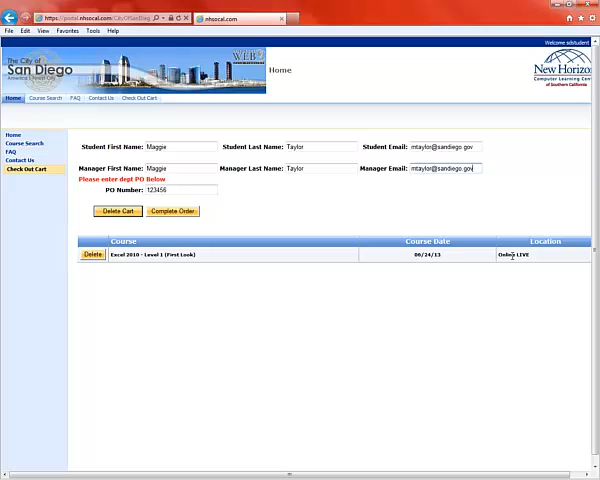 https://portal.nhsocal.com/CityOfSanDieg
nhsocal.com
File Edit View Favorites Tools Help
Welcome sdstudent
The City of
San Diego
America's Finest City
WEB
Home
New Horizo
Computer Learning Cent
of Southern California
Home Course Search FAQ Contact Us Check Out Cart
Home
Course Search
FAQ
Contact Us
Check Out Cart
Student First Name: Maggie Student Last Name: Taylor Student Email: mtaylor@sandiego.gov
Manager First Name: Maggie Manager Last Name: Taylor Manager Email: mtaylor@sandiego.gov
Please enter dept PO Below
PO Number: 123456
Delete Cart Complete Order
Course Course Date Location
Delete Excel 2010 - Level 1 (First Look) 06/24/13 Online LIVE